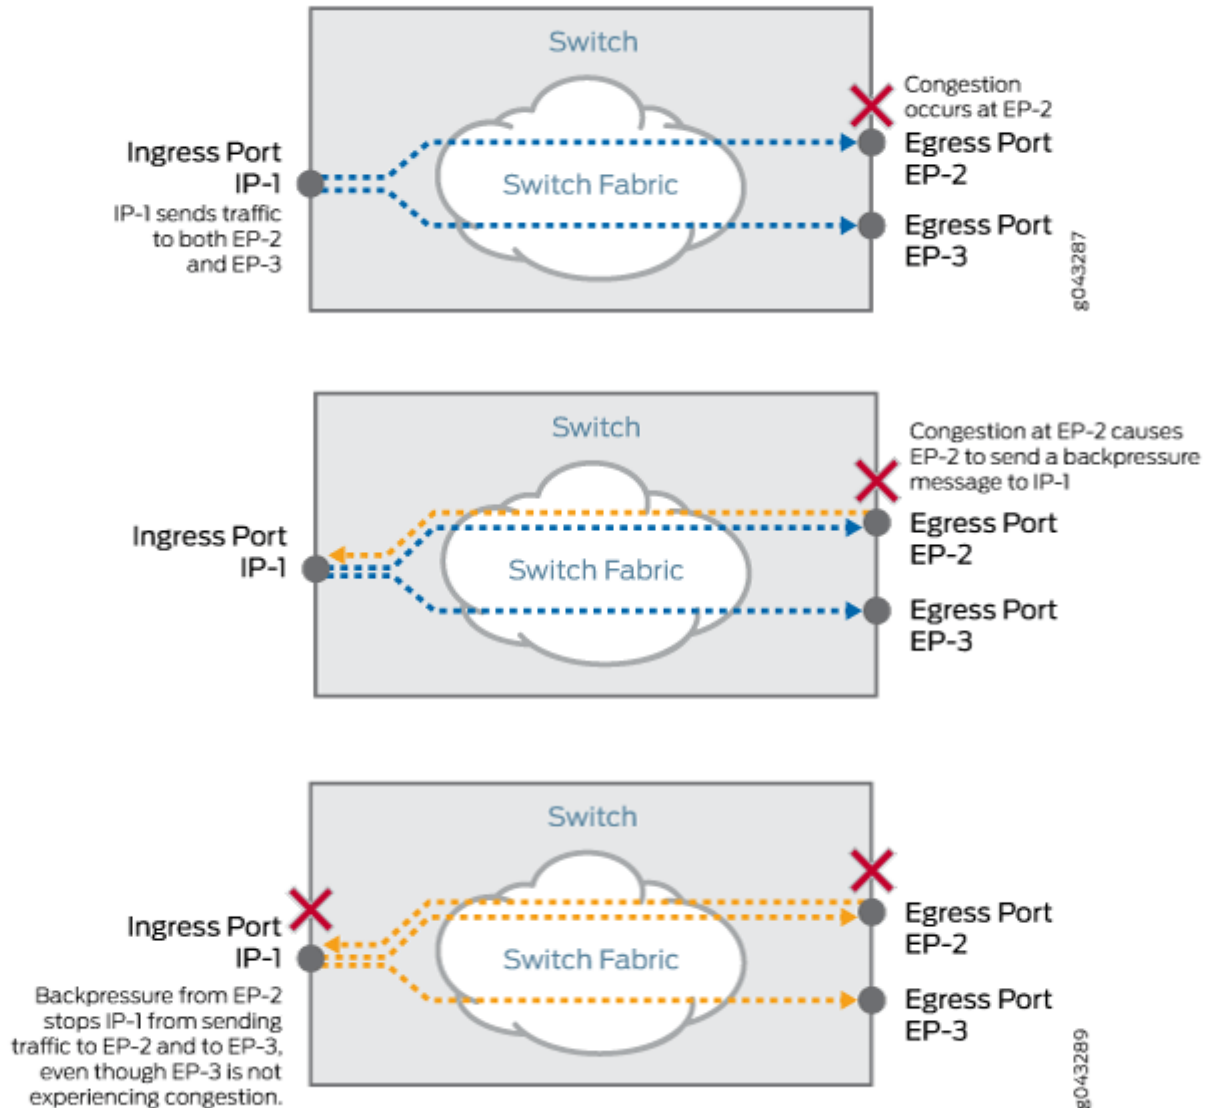 Switch
Congestion
occurs at EP-2
Ingress Port
IP-1
IP-1 sends traffic
to both EP-2
and EP-3
Switch Fabric
Egress Port
EP-2
Egress Port
EP-3
g043287
Switch
Congestion at EP-2 causes
EP-2 to send a backpressure
message to IP-1
Ingress Port
IP-1
Switch Fabric
Egress Port
EP-2
Egress Port
EP-3
Switch
Ingress Port
IP-1
Backpressure from EP-2
stops IP-1 from sending
traffic to EP-2 and to EP-3,
even though EP-3 is not
experiencing congestion.
Switch Fabric
Egress Port
EP-2
Egress Port
EP-3
g043289